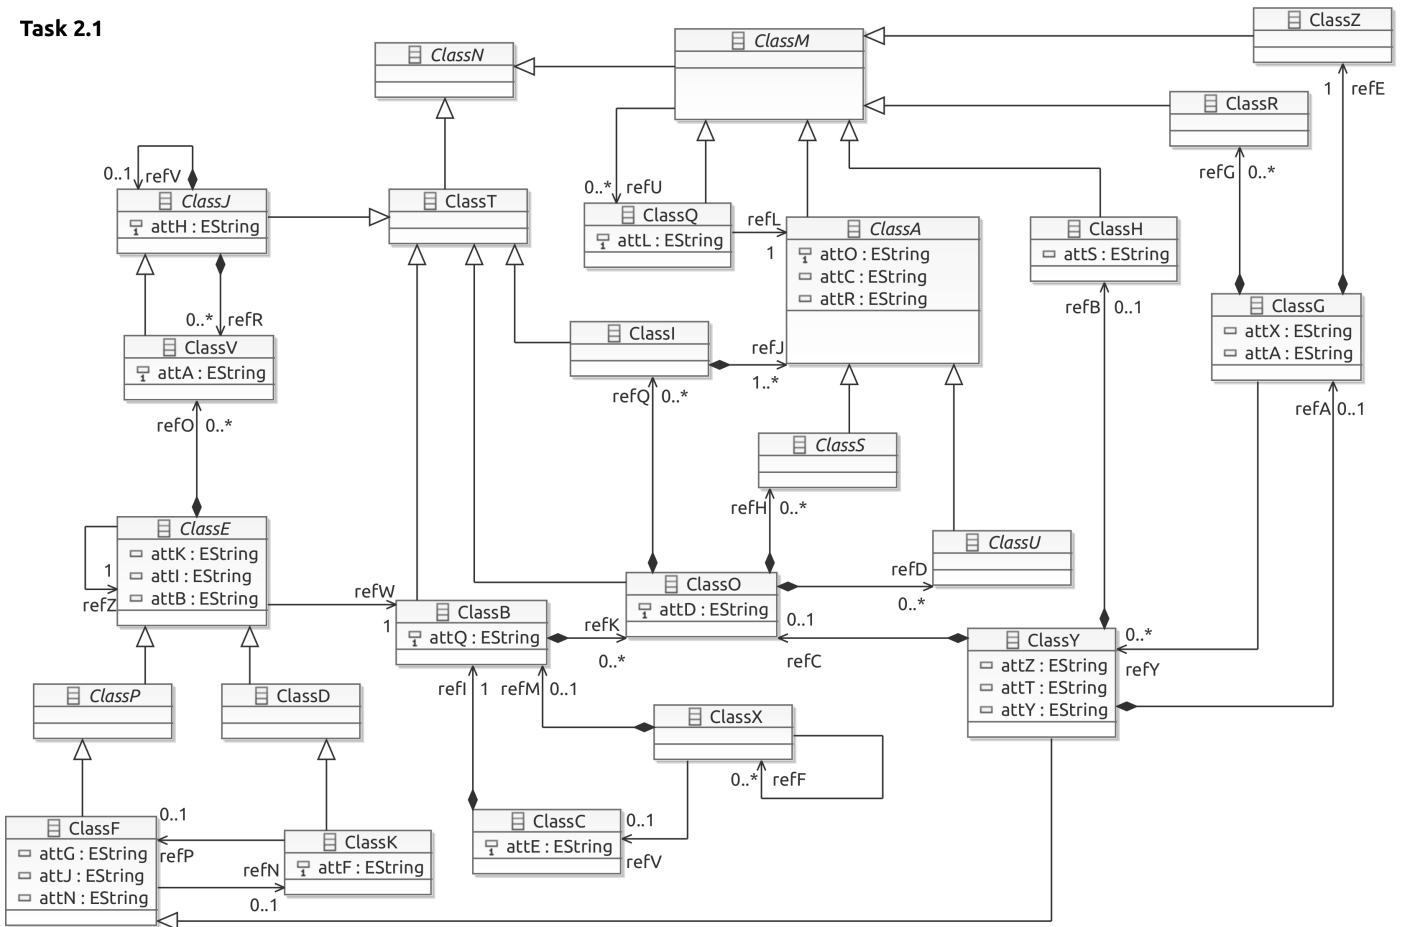 Task 2.1
ClassZ
ClassM
ClassN
1 refE
ClassR
refG 0..*
0..1 refV
ClassJ
attH : EString
ClassT
0..* refU
ClassQ
attL : EString
refL
1
ClassA
attO : EString
attC : EString
attR : EString
ClassH
attS : EString
refB 0..1
ClassG
attX : EString
attA : EString
0..* refR
ClassV
attA : EString
ClassI
refJ
1..*
refQ 0..*
refA 0..1
refO 0..*
ClassS
refH 0..*
ClassE
attK : EString
attI : EString
attB : EString
1
refZ
ClassU
refD
0..*
refW
1
ClassB
attQ : EString
refK
0..*
ClassO
attD : EString
0..1
refC
ClassY
attZ : EString
attT : EString
attY : EString
0..*
refY
ClassP
ClassD
refI 1
refM 0..1
ClassX
0..* refF
ClassF
attG : EString
attJ : EString
attN : EString
0..1
refP
refN
0..1
ClassK
attF : EString
ClassC
attE : EString
0..1
refV